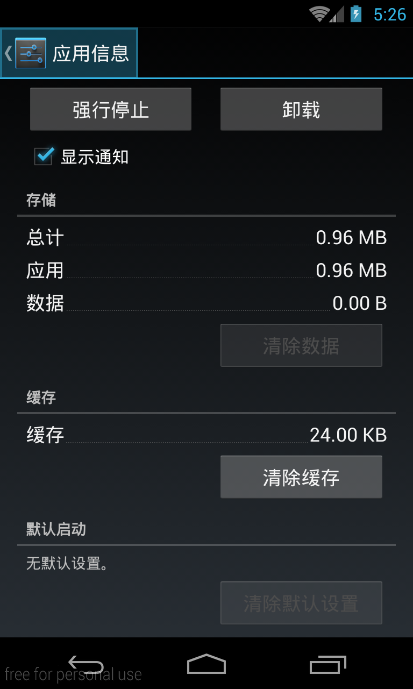 5:26
应用信息
强行停止 卸载
显示通知
存储
总计 0.96 MB
应用 0.96 MB
数据 0.00 B
清除数据
缓存
缓存 24.00 KB
清除缓存
默认启动
无默认设置。
清除默认设置
free for personal use